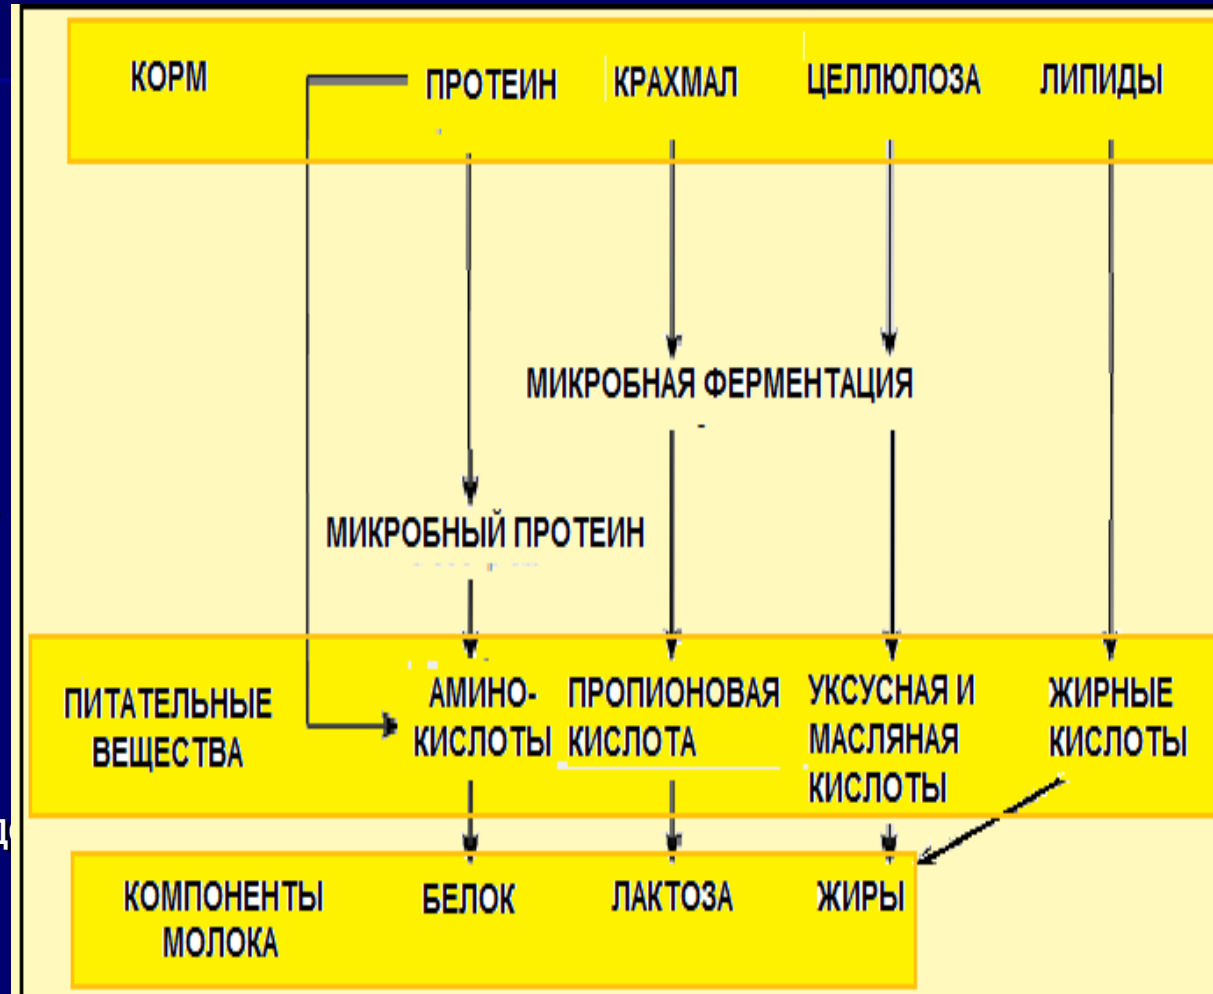 КОРМ ПРОТЕИН КРАХМАЛ ЦЕЛЛЮЛОЗА ЛИПИДЫ
МИКРОБНАЯ ФЕРМЕНТАЦИЯ
МИКРОБНЫЙ ПРОТЕИН
ПИТАТЕЛЬНЫЕ
ВЕЩЕСТВА
АМИНО-
КИСЛОТЫ
ПРОПИОНОВАЯ
КИСЛОТА
УКСУСНАЯ И
МАСЛЯНАЯ
КИСЛОТЫ
ЖИРНЫЕ
КИСЛОТЫ
КОМПОНЕНТЫ
МОЛОКА
БЕЛОК ЛАКТОЗА ЖИРЫ